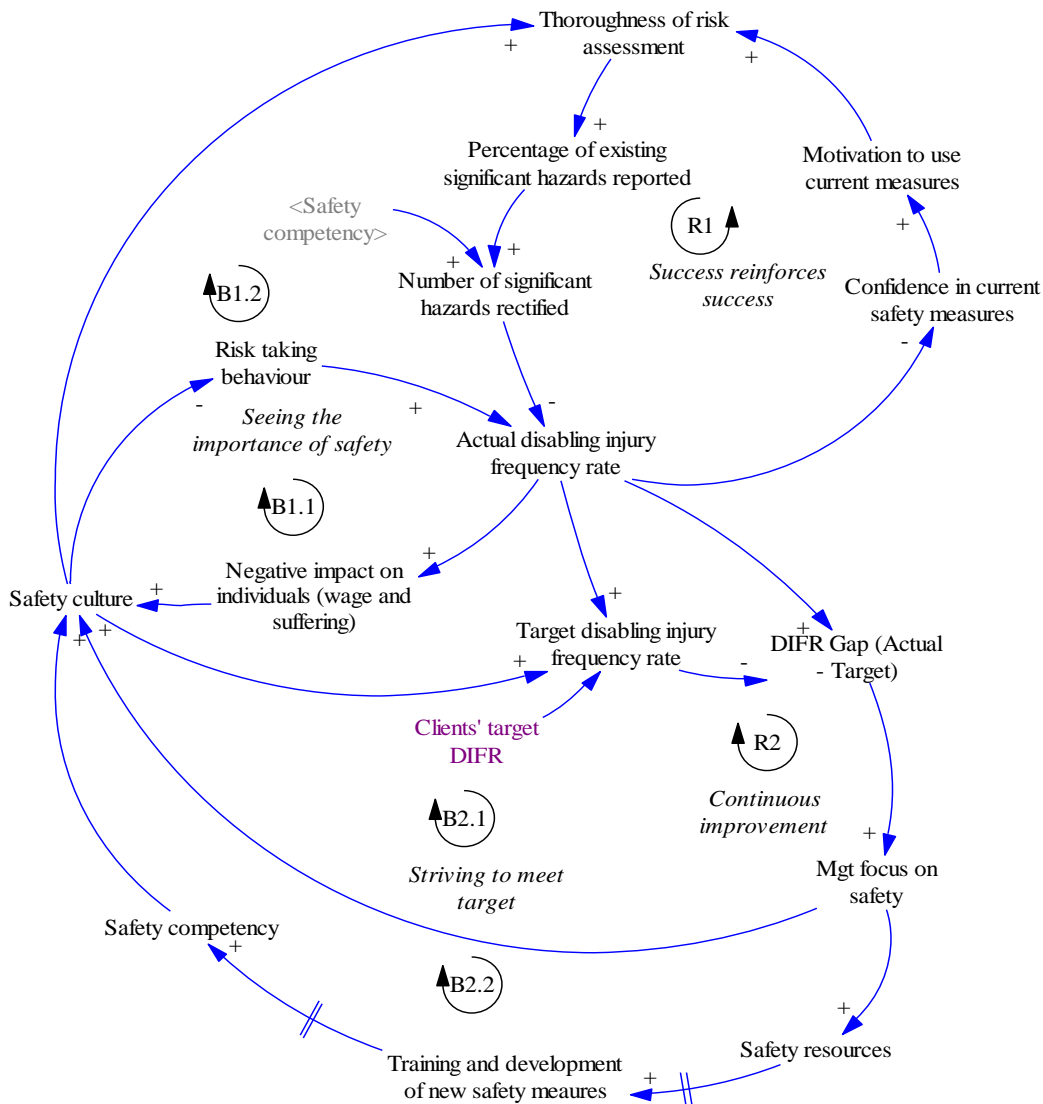 Thoroughness of risk
assessment
+
+
+
Percentage of existing
significant hazards reported
Motivation to use
current measures
<Safety
competency>
R1
+
+
+
Success reinforces
success
Number of significant
hazards rectified
Confidence in current
safety measures
B1.2
-
Risk taking
behaviour
-
+
-
Seeing the
importance of safety
Actual disabling injury
frequency rate
B1.1
+
Negative impact on
individuals (wage and
suffering)
+
Safety culture
+
+
+
Target disabling injury
frequency rate
+
DIFR Gap (Actual
- Target)
+
-
Clients' target
DIFR
R2
Continuous
improvement
B2.1
Striving to meet
target
+
Mgt focus on
safety
Safety competency
+
B2.2
+
Safety resources
Training and development
of new safety meaures
+